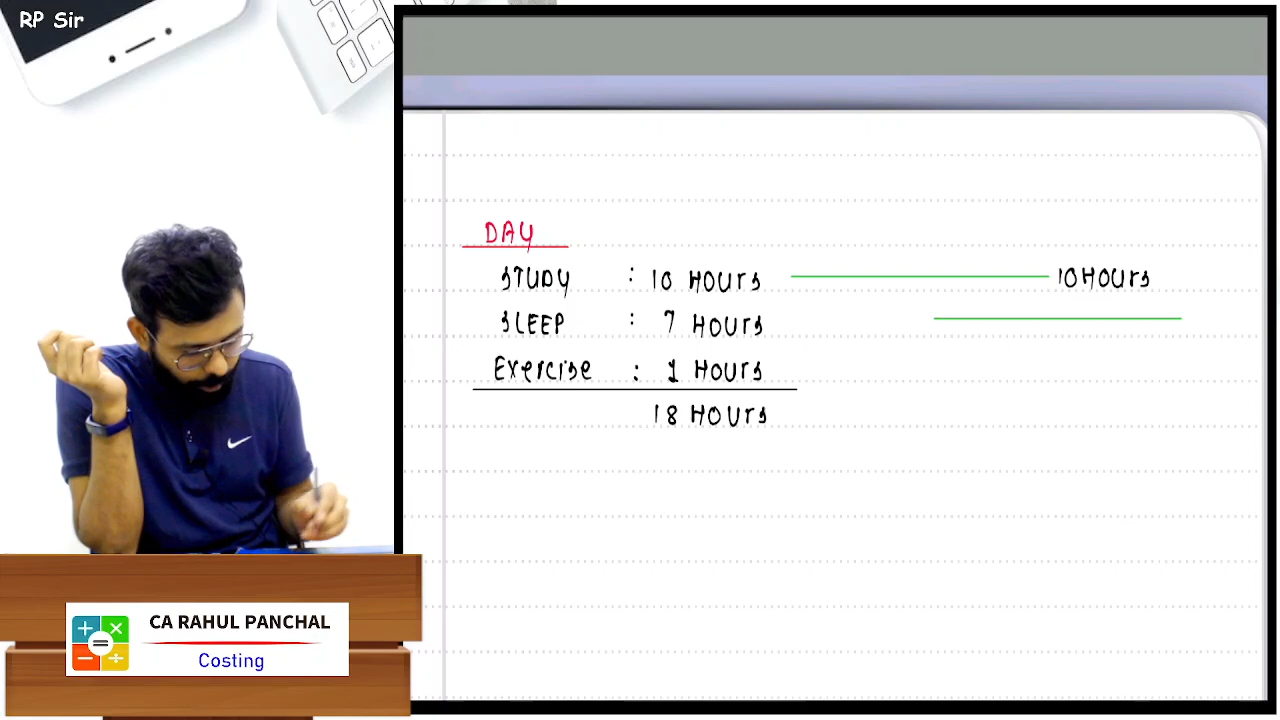 RP Sir
DAY
STUDY : 10 HOURS 10HOURS
SLEEP : 7 HOURS
Exercise : 1 HOURS
18 HOURS
CA RAHUL PANCHAL
Costing